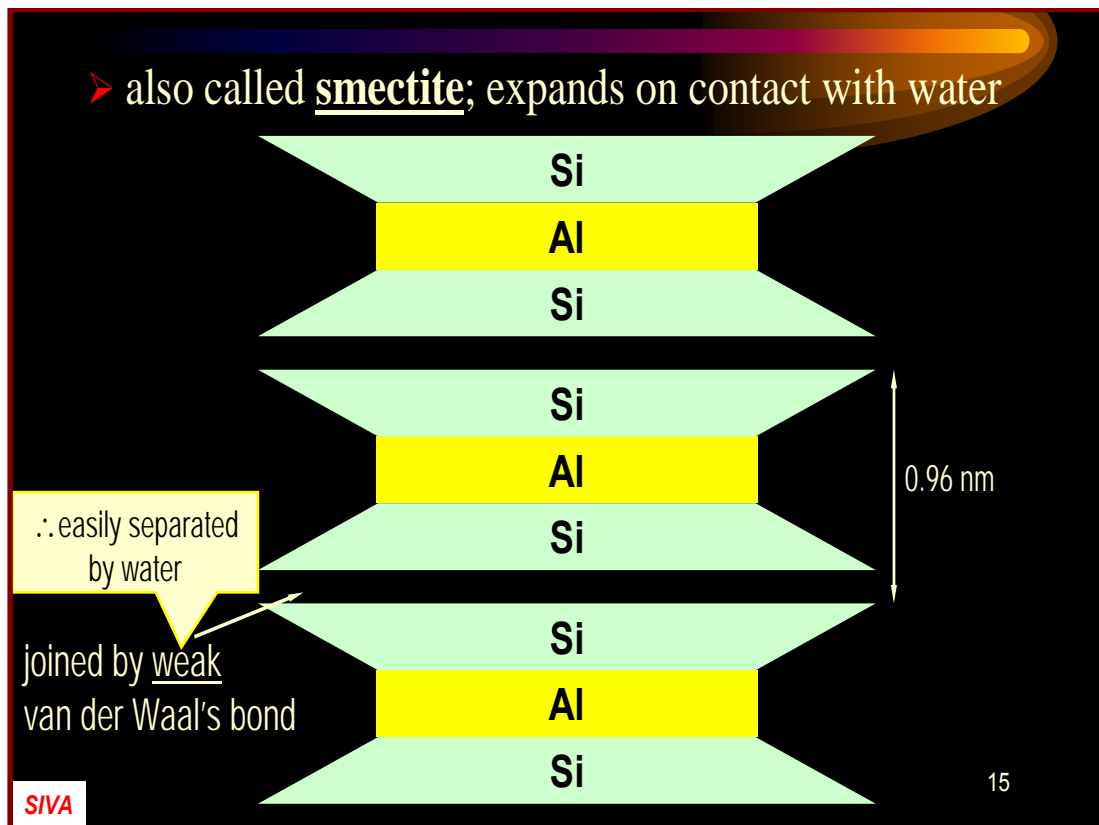 ➢ also called smectite; expands on contact with water
Si
Al
Si
Si
Al
Si
0.96 nm
∴easily separated
by water
joined by weak
van der Waal's bond
Si
Al
Si
15
SIVA